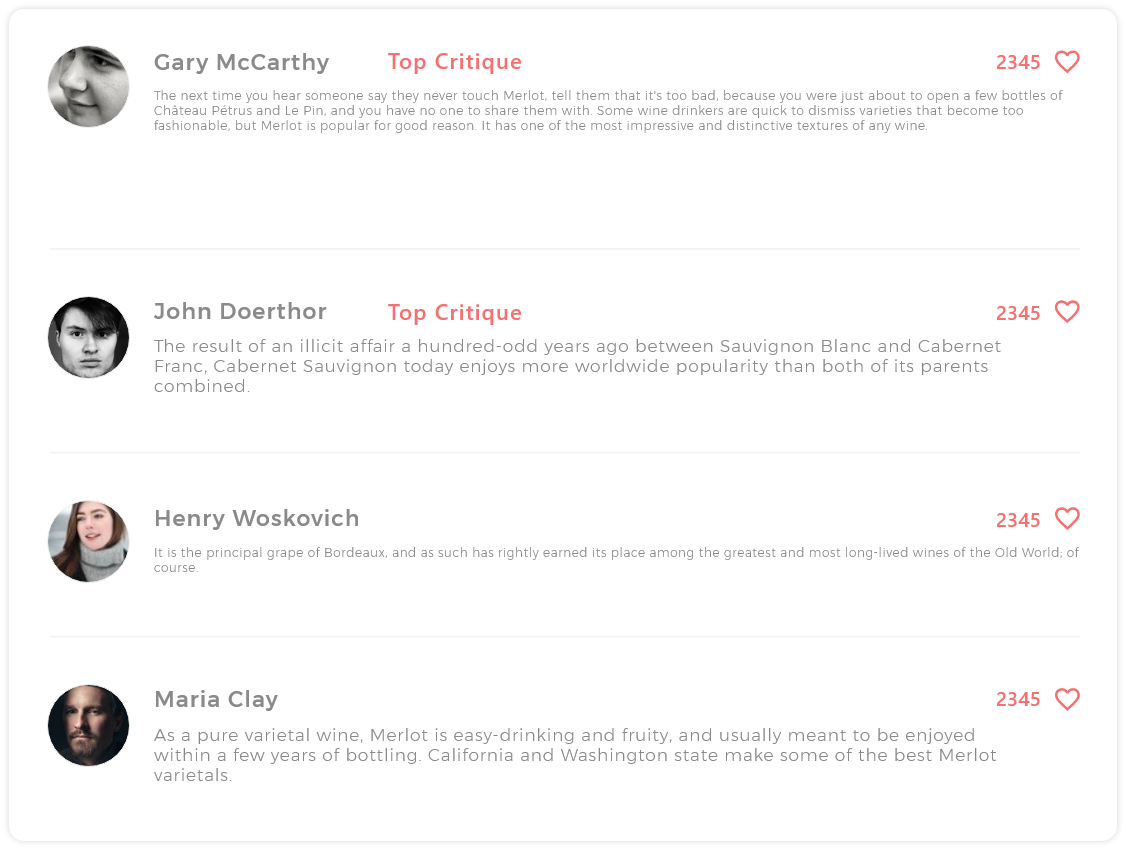 Gary McCarthy Top Critique 2345
The next time you hear someone say they never touch Merlot, tell them that it's too bad, because you were just about to open a few bottles of
Château Pétrus and Le Pin, and you have no one to share them with. Some wine drinkers are quick to dismiss varieties that become too
fashionable, but Merlot is popular for good reason. It has one of the most impressive and distinctive textures of any wine.
John Doerthor Top Critique 2345
The result of an illicit affair a hundred-odd years ago between Sauvignon Blanc and Cabernet
Franc, Cabernet Sauvignon today enjoys more worldwide popularity than both of its parents
combined.
Henry Woskovich 2345
It is the principal grape of Bordeaux, and as such has rightly earned its place among the greatest and most long-lived wines of the Old World; of
course.
Maria Clay 2345
As a pure varietal wine, Merlot is easy-drinking and fruity, and usually meant to be enjoyed
within a few years of bottling. California and Washington state make some of the best Merlot
varietals.